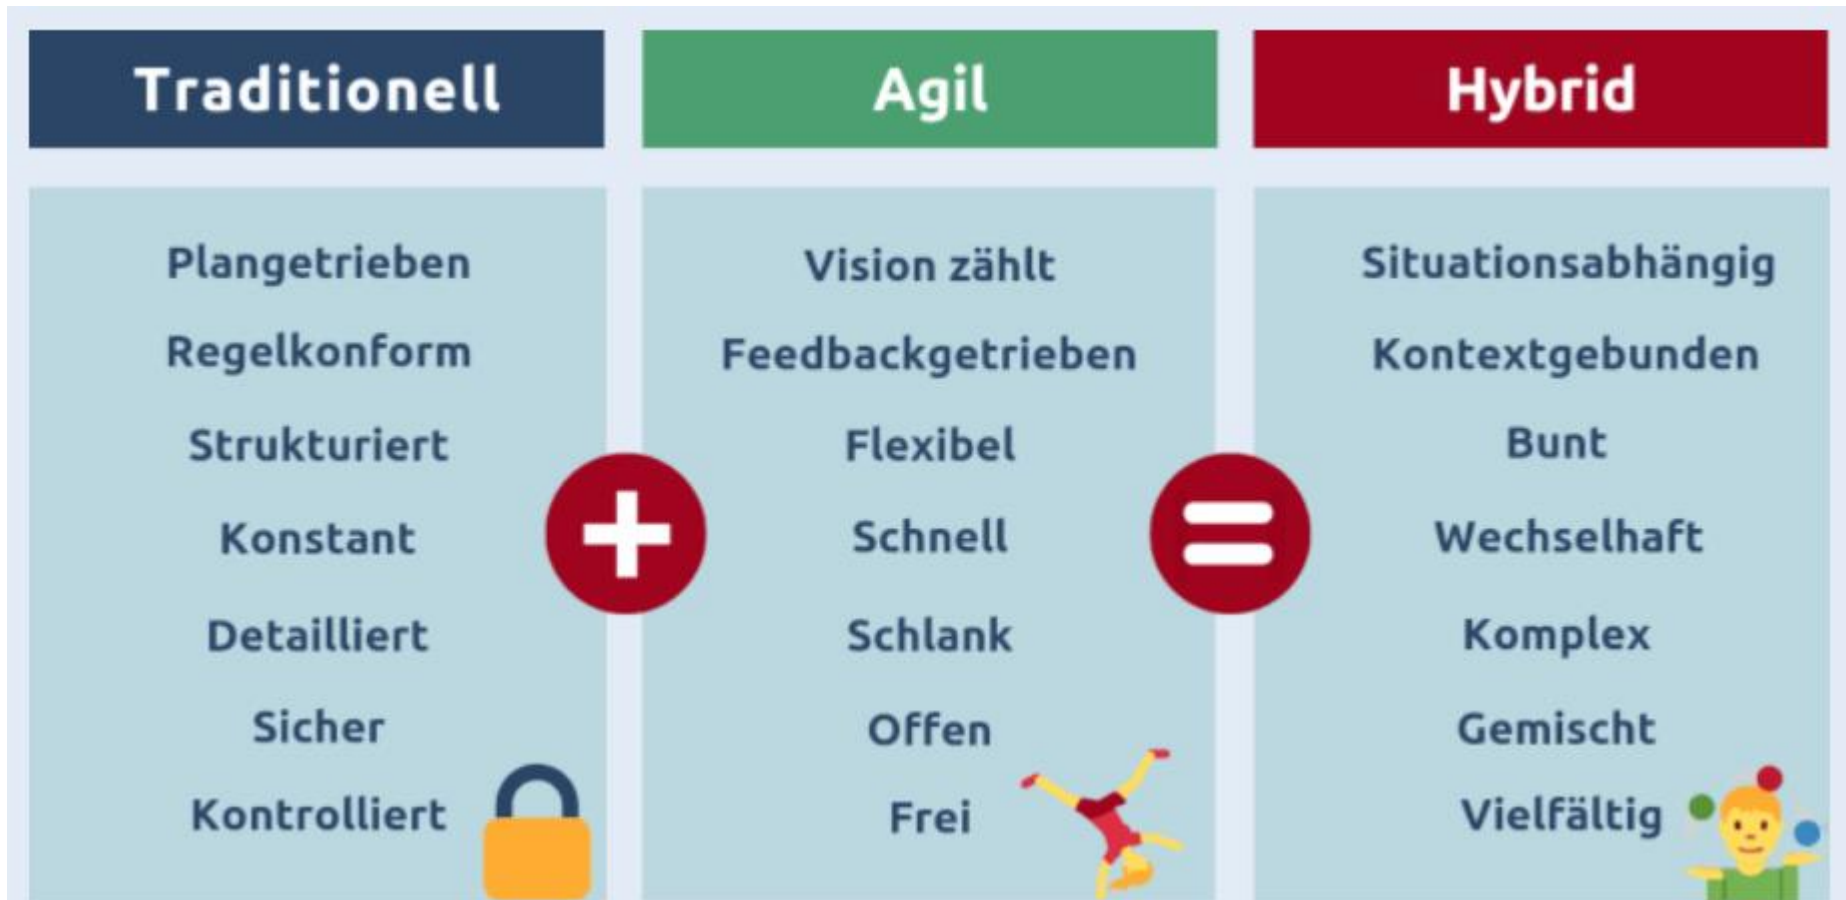 Traditionell
Agil
Hybrid
Plangetrieben
Regelkonform
Strukturiert
Konstant
Detailliert
Sicher
Kontrolliert
+
Vision zählt
Feedbackgetrieben
Flexibel
Schnell
Schlank
Offen
Frei
=
Situationsabhängig
Kontextgebunden
Bunt
Wechselhaft
Komplex
Gemischt
Vielfältig